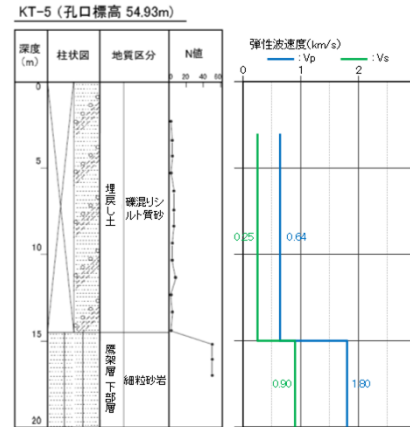 KT-5 (孔口標高 54.93m)
深度
(m)
柱状図
地質区分
N値
弾性波速度(km/s)
: Vp
: Vs
0 20 40 60
0 1 2
0
5
10
15
20
埋戻し土
礫混りシルト質砂
鷹架層 下部層
細粒砂岩
0.25
0.64
0.90
1.80